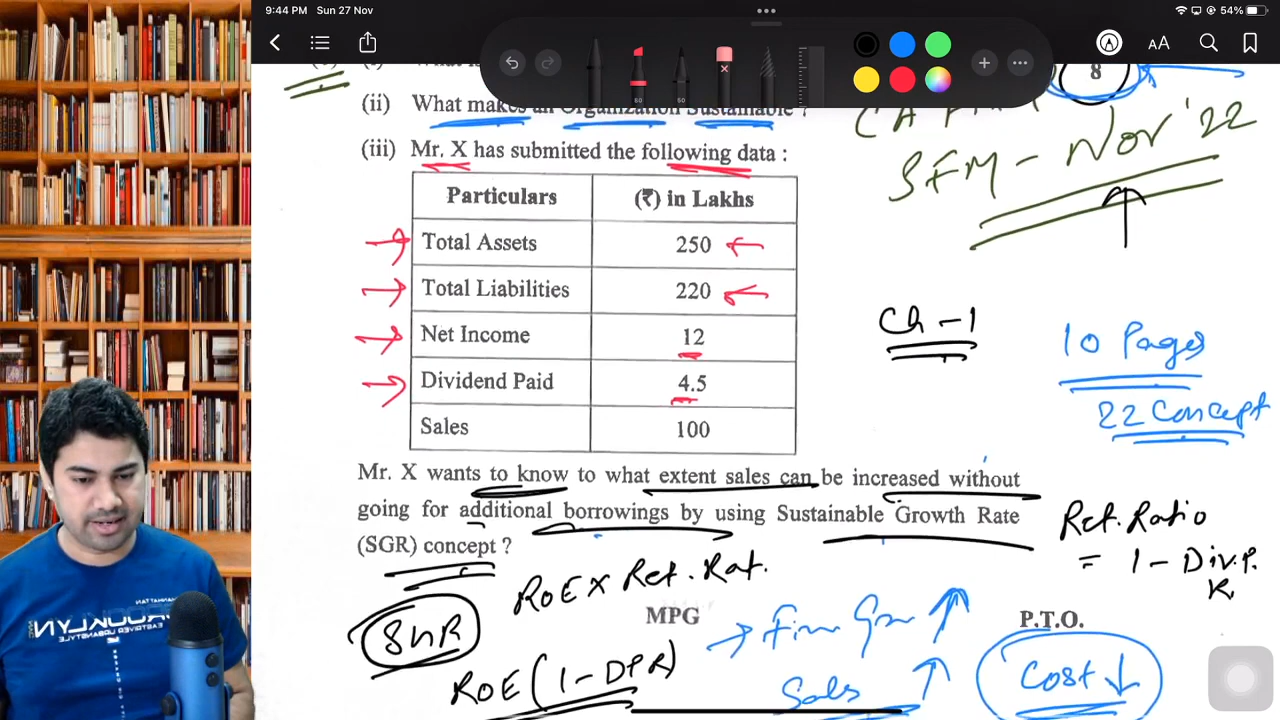 9:44 PM Sun 27 Nov
54%
AA
8
(ii) What makes an Organization Sustainable ?
CA F
SFM - Nov '22
(iii) Mr. X has submitted the following data :
Particulars (₹) in Lakhs
Total Assets 250
Total Liabilities 220
Net Income 12
Dividend Paid 4.5
Sales 100
Ch-1
10 Pages
22 Concept
Mr. X wants to know to what extent sales can be increased without
going for additional borrowings by using Sustainable Growth Rate
(SGR) concept ?
Ret. Ratio
= 1 - Div. P.
R
ROE x Ret. Rat.
MPG
P.T.O.
SGR
ROE (1 - DPR)
Sales
Cost ↓
BROOKLYN